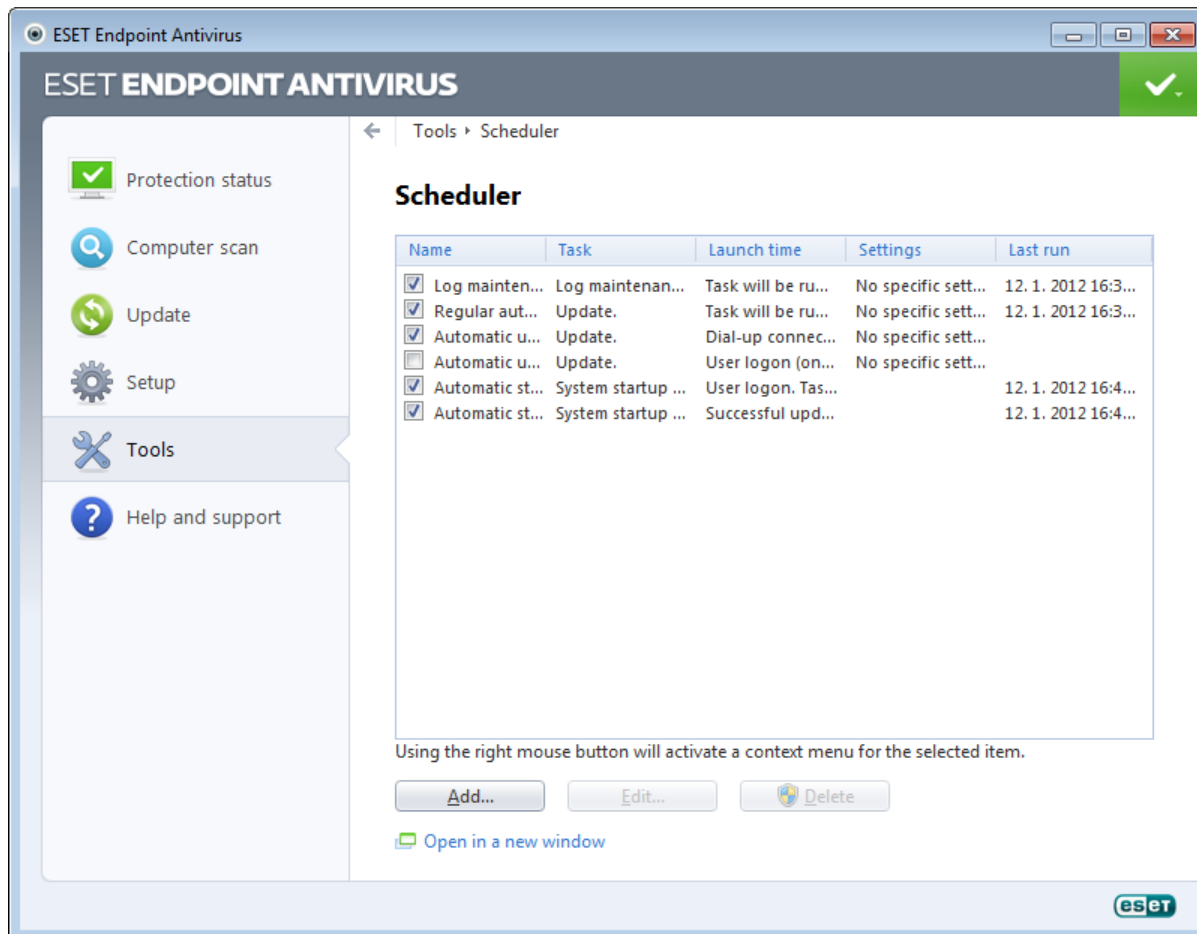 ESET Endpoint Antivirus
ESET ENDPOINT ANTIVIRUS
Tools ‣ Scheduler
Protection status
Computer scan
Update
Setup
Tools
Help and support
Scheduler
Name Task Launch time Settings Last run
Log mainten... Log maintenan... Task will be ru... No specific sett... 12. 1. 2012 16:3...
Regular aut... Update. Task will be ru... No specific sett... 12. 1. 2012 16:3...
Automatic u... Update. Dial-up connec... No specific sett...
Automatic u... Update. User logon (on... No specific sett...
Automatic st... System startup ... User logon. Tas... 12. 1. 2012 16:4...
Automatic st... System startup ... Successful upd... 12. 1. 2012 16:4...
Using the right mouse button will activate a context menu for the selected item.
Add... Edit... Delete
Open in a new window
eseT